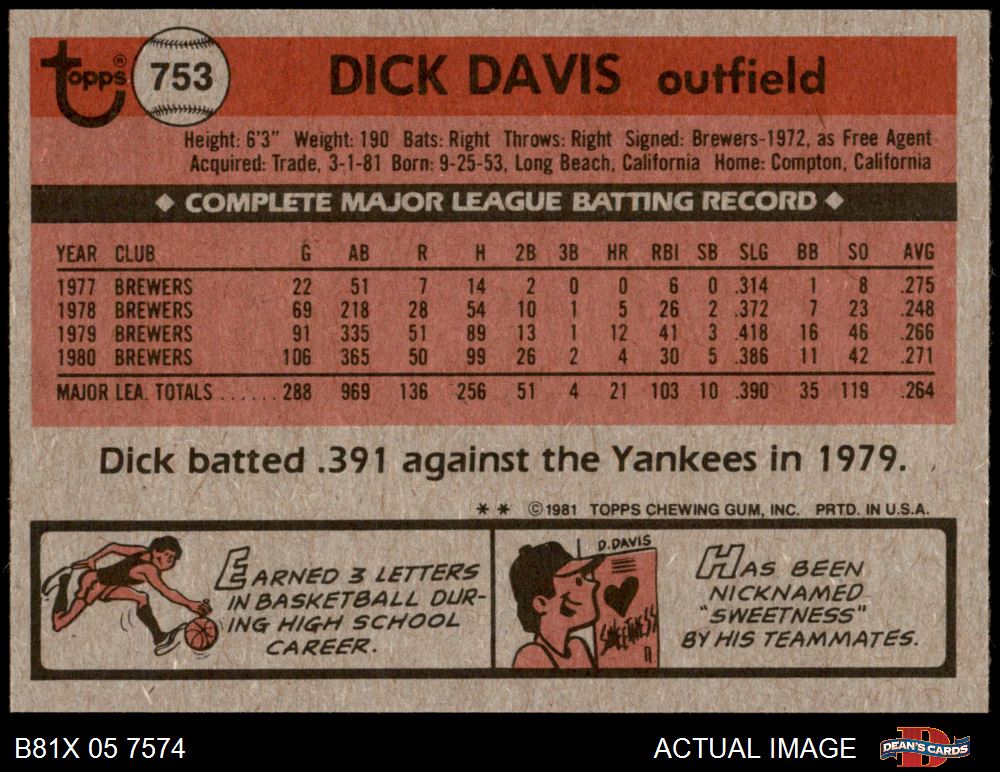 Topps® 753 DICK DAVIS outfield
Height: 6'3" Weight: 190 Bats: Right Throws: Right Signed: Brewers-1972, as Free Agent
Acquired: Trade, 3-1-81 Born: 9-25-53, Long Beach, California Home: Compton, California
◆ COMPLETE MAJOR LEAGUE BATTING RECORD ◆
YEAR CLUB G AB R H 2B 3B HR RBI SB SLG BB SO AVG
1977 BREWERS 22 51 7 14 2 0 0 6 0 .314 1 8 .275
1978 BREWERS 69 218 28 54 10 1 5 26 2 .372 7 23 .248
1979 BREWERS 91 335 51 89 13 1 12 41 3 .418 16 46 .266
1980 BREWERS 106 365 50 99 26 2 4 30 5 .386 11 42 .271
MAJOR LEA. TOTALS ...... 288 969 136 256 51 4 21 103 10 .390 35 119 .264
Dick batted .391 against the Yankees in 1979.
* * ©1981 TOPPS CHEWING GUM, INC. PRTD. IN U.S.A.
EARNED 3 LETTERS
IN BASKETBALL DUR-
ING HIGH SCHOOL
CAREER.
D. DAVIS
SWEETNESS
HAS BEEN
NICKNAMED
"SWEETNESS"
BY HIS TEAMMATES.
B81X 05 7574 ACTUAL IMAGE D DEAN'S CARDS